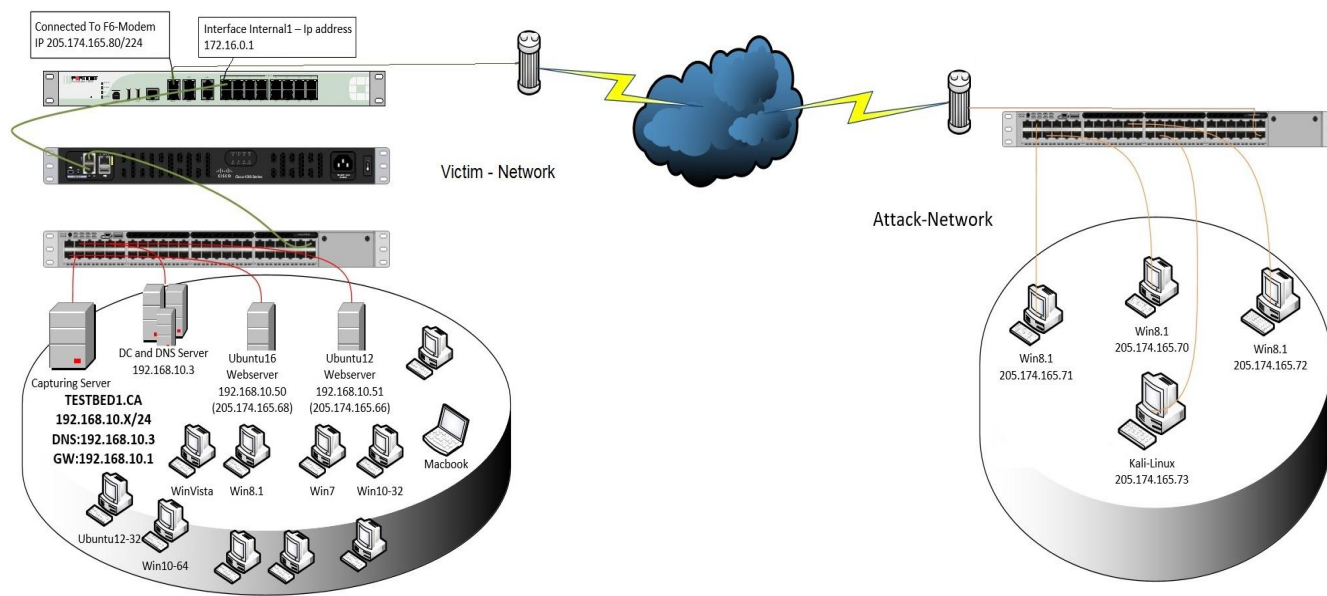 Connected To F6-Modem
IP 205.174.165.80/224
Interface Internal1 – Ip address
172.16.0.1
Victim - Network
Attack-Network
CISCO
Capturing Server
DC and DNS Server
192.168.10.3
Ubuntu16
Webserver
192.168.10.50
(205.174.165.68)
Ubuntu12
Webserver
192.168.10.51
(205.174.165.66)
TESTBED1.CA
192.168.10.X/24
DNS:192.168.10.3
GW:192.168.10.1
WinVista
Win8.1
Win7
Win10-32
Macbook
Ubuntu12-32
Win10-64
Win8.1
205.174.165.71
Win8.1
205.174.165.70
Win8.1
205.174.165.72
Kali-Linux
205.174.165.73